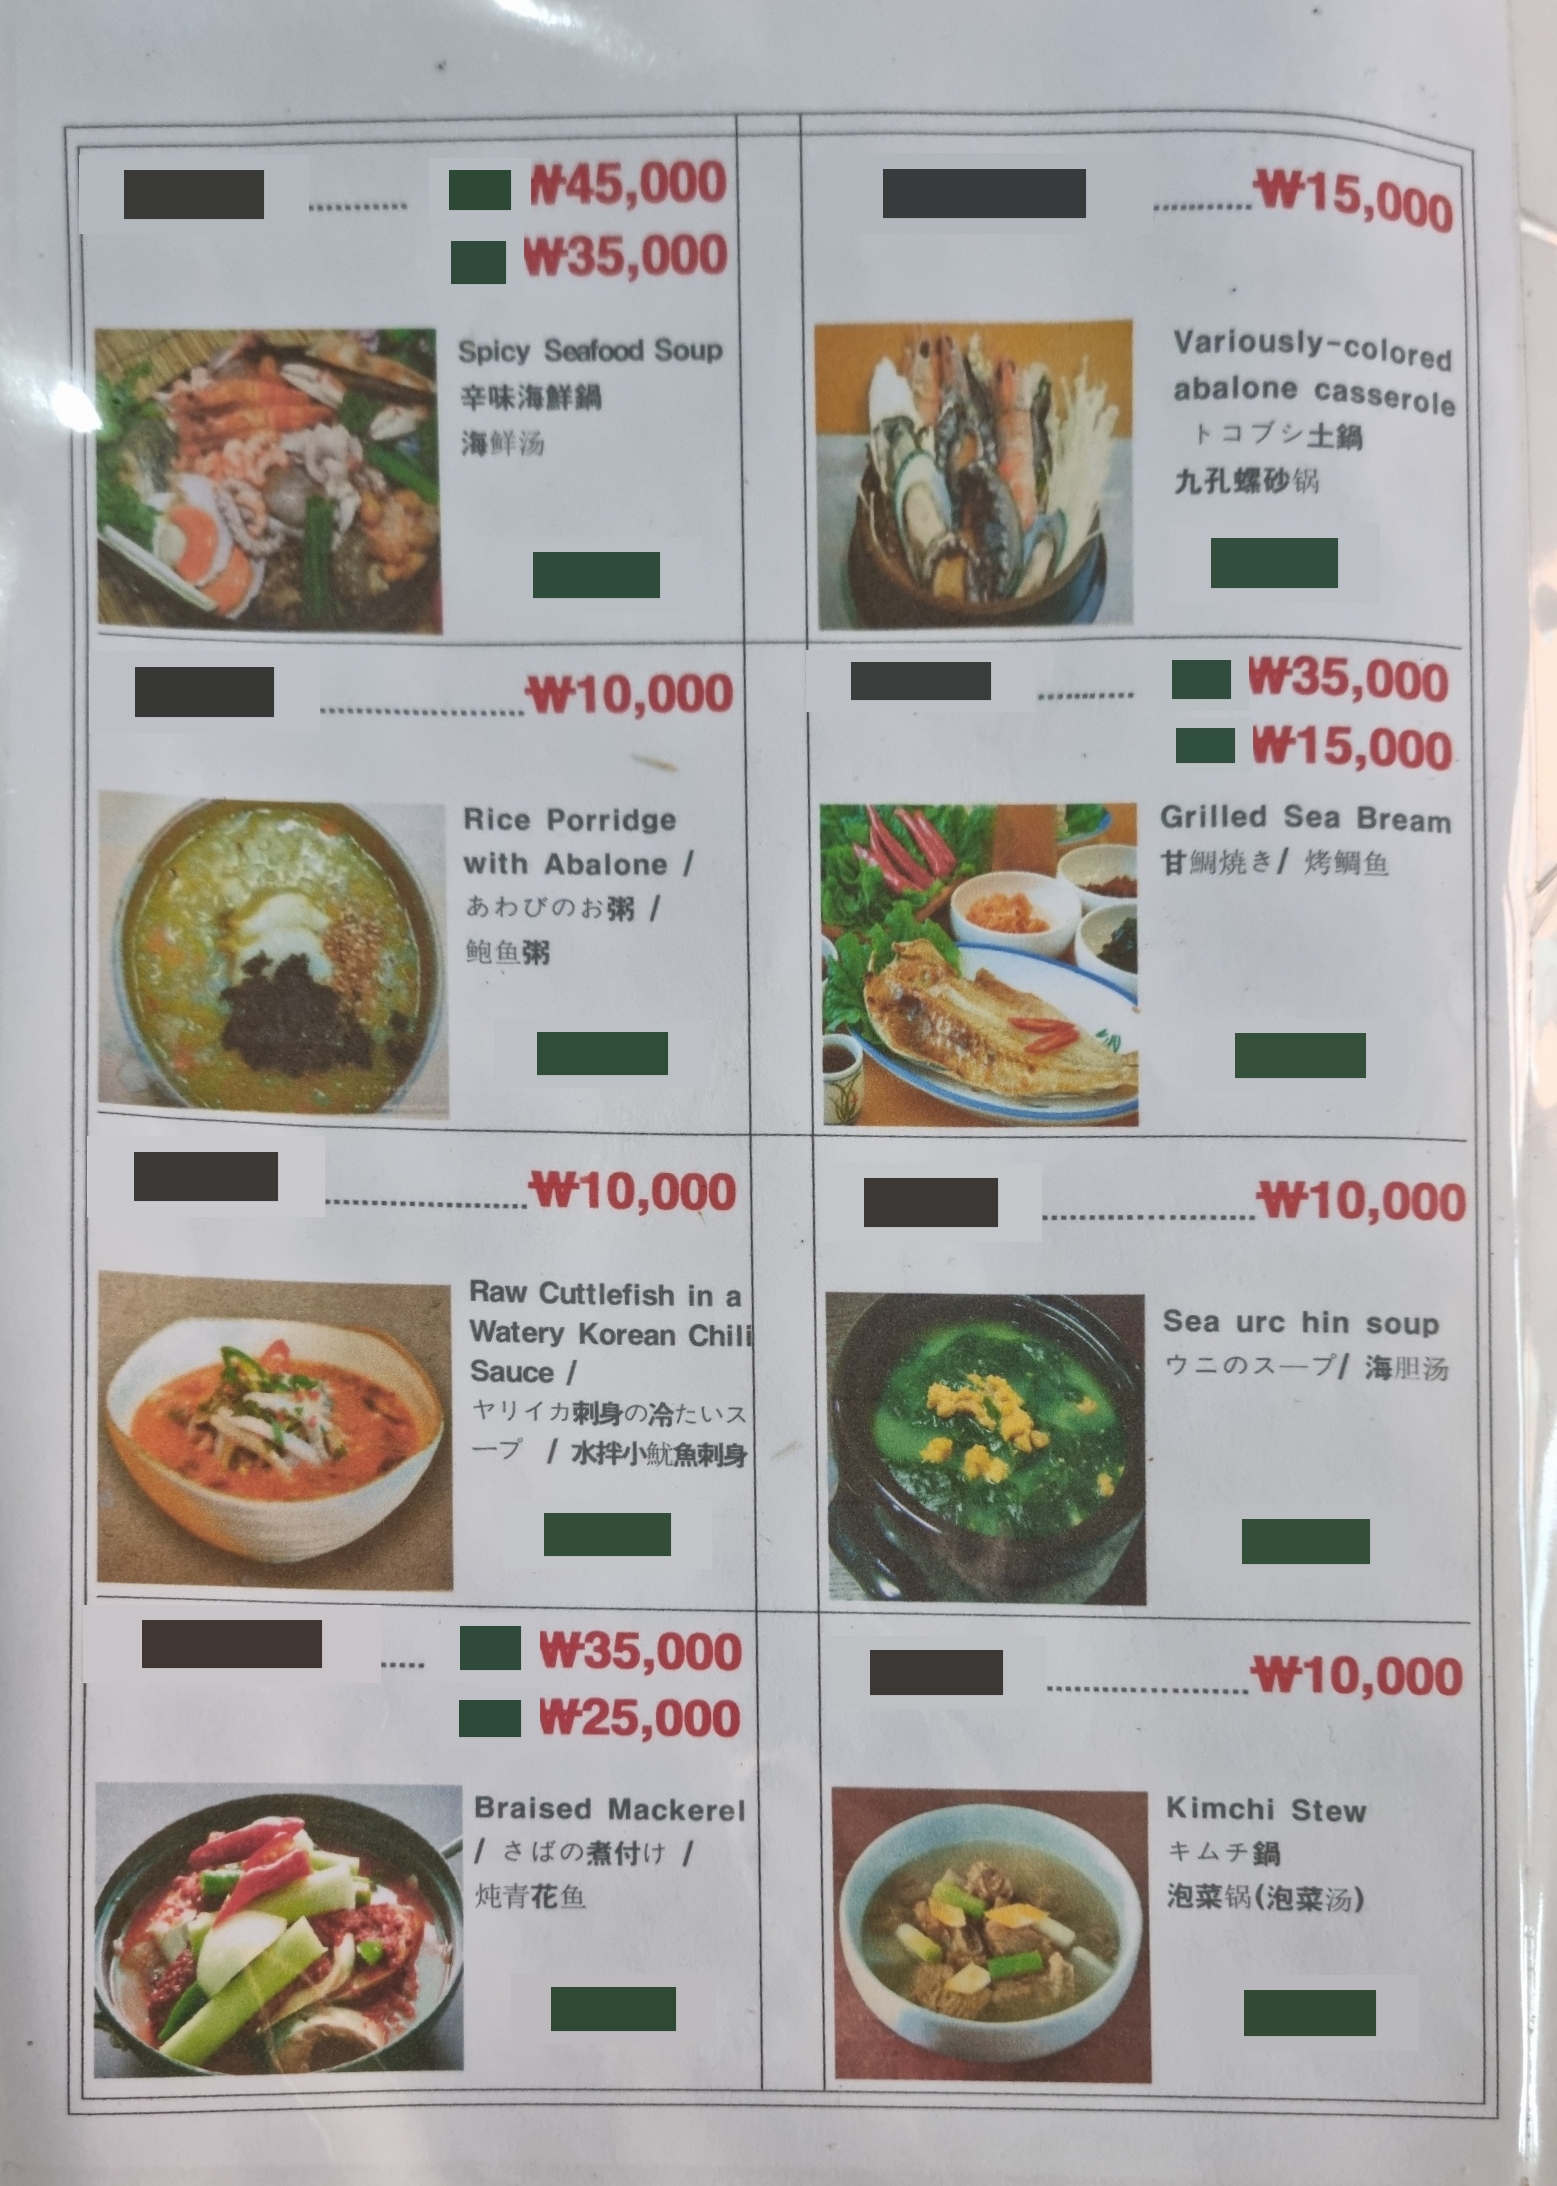 ₩45,000
₩35,000
Spicy Seafood Soup
辛味海鮮鍋
海鲜汤
₩15,000
Variously-colored
abalone casserole
トコブシ土鍋
九孔螺砂锅
₩10,000
Rice Porridge
with Abalone /
あわびのお粥 /
鲍鱼粥
₩35,000
₩15,000
Grilled Sea Bream
甘鯛焼き/ 烤鲷鱼
₩10,000
Raw Cuttlefish in a
Watery Korean Chili
Sauce /
ヤリイカ刺身の冷たいス
ープ / 水拌小魷魚刺身
₩10,000
Sea urc hin soup
ウニのスープ/ 海胆汤
₩35,000
₩25,000
Braised Mackerel
/ さばの煮付け /
炖青花鱼
₩10,000
Kimchi Stew
キムチ鍋
泡菜锅(泡菜汤)